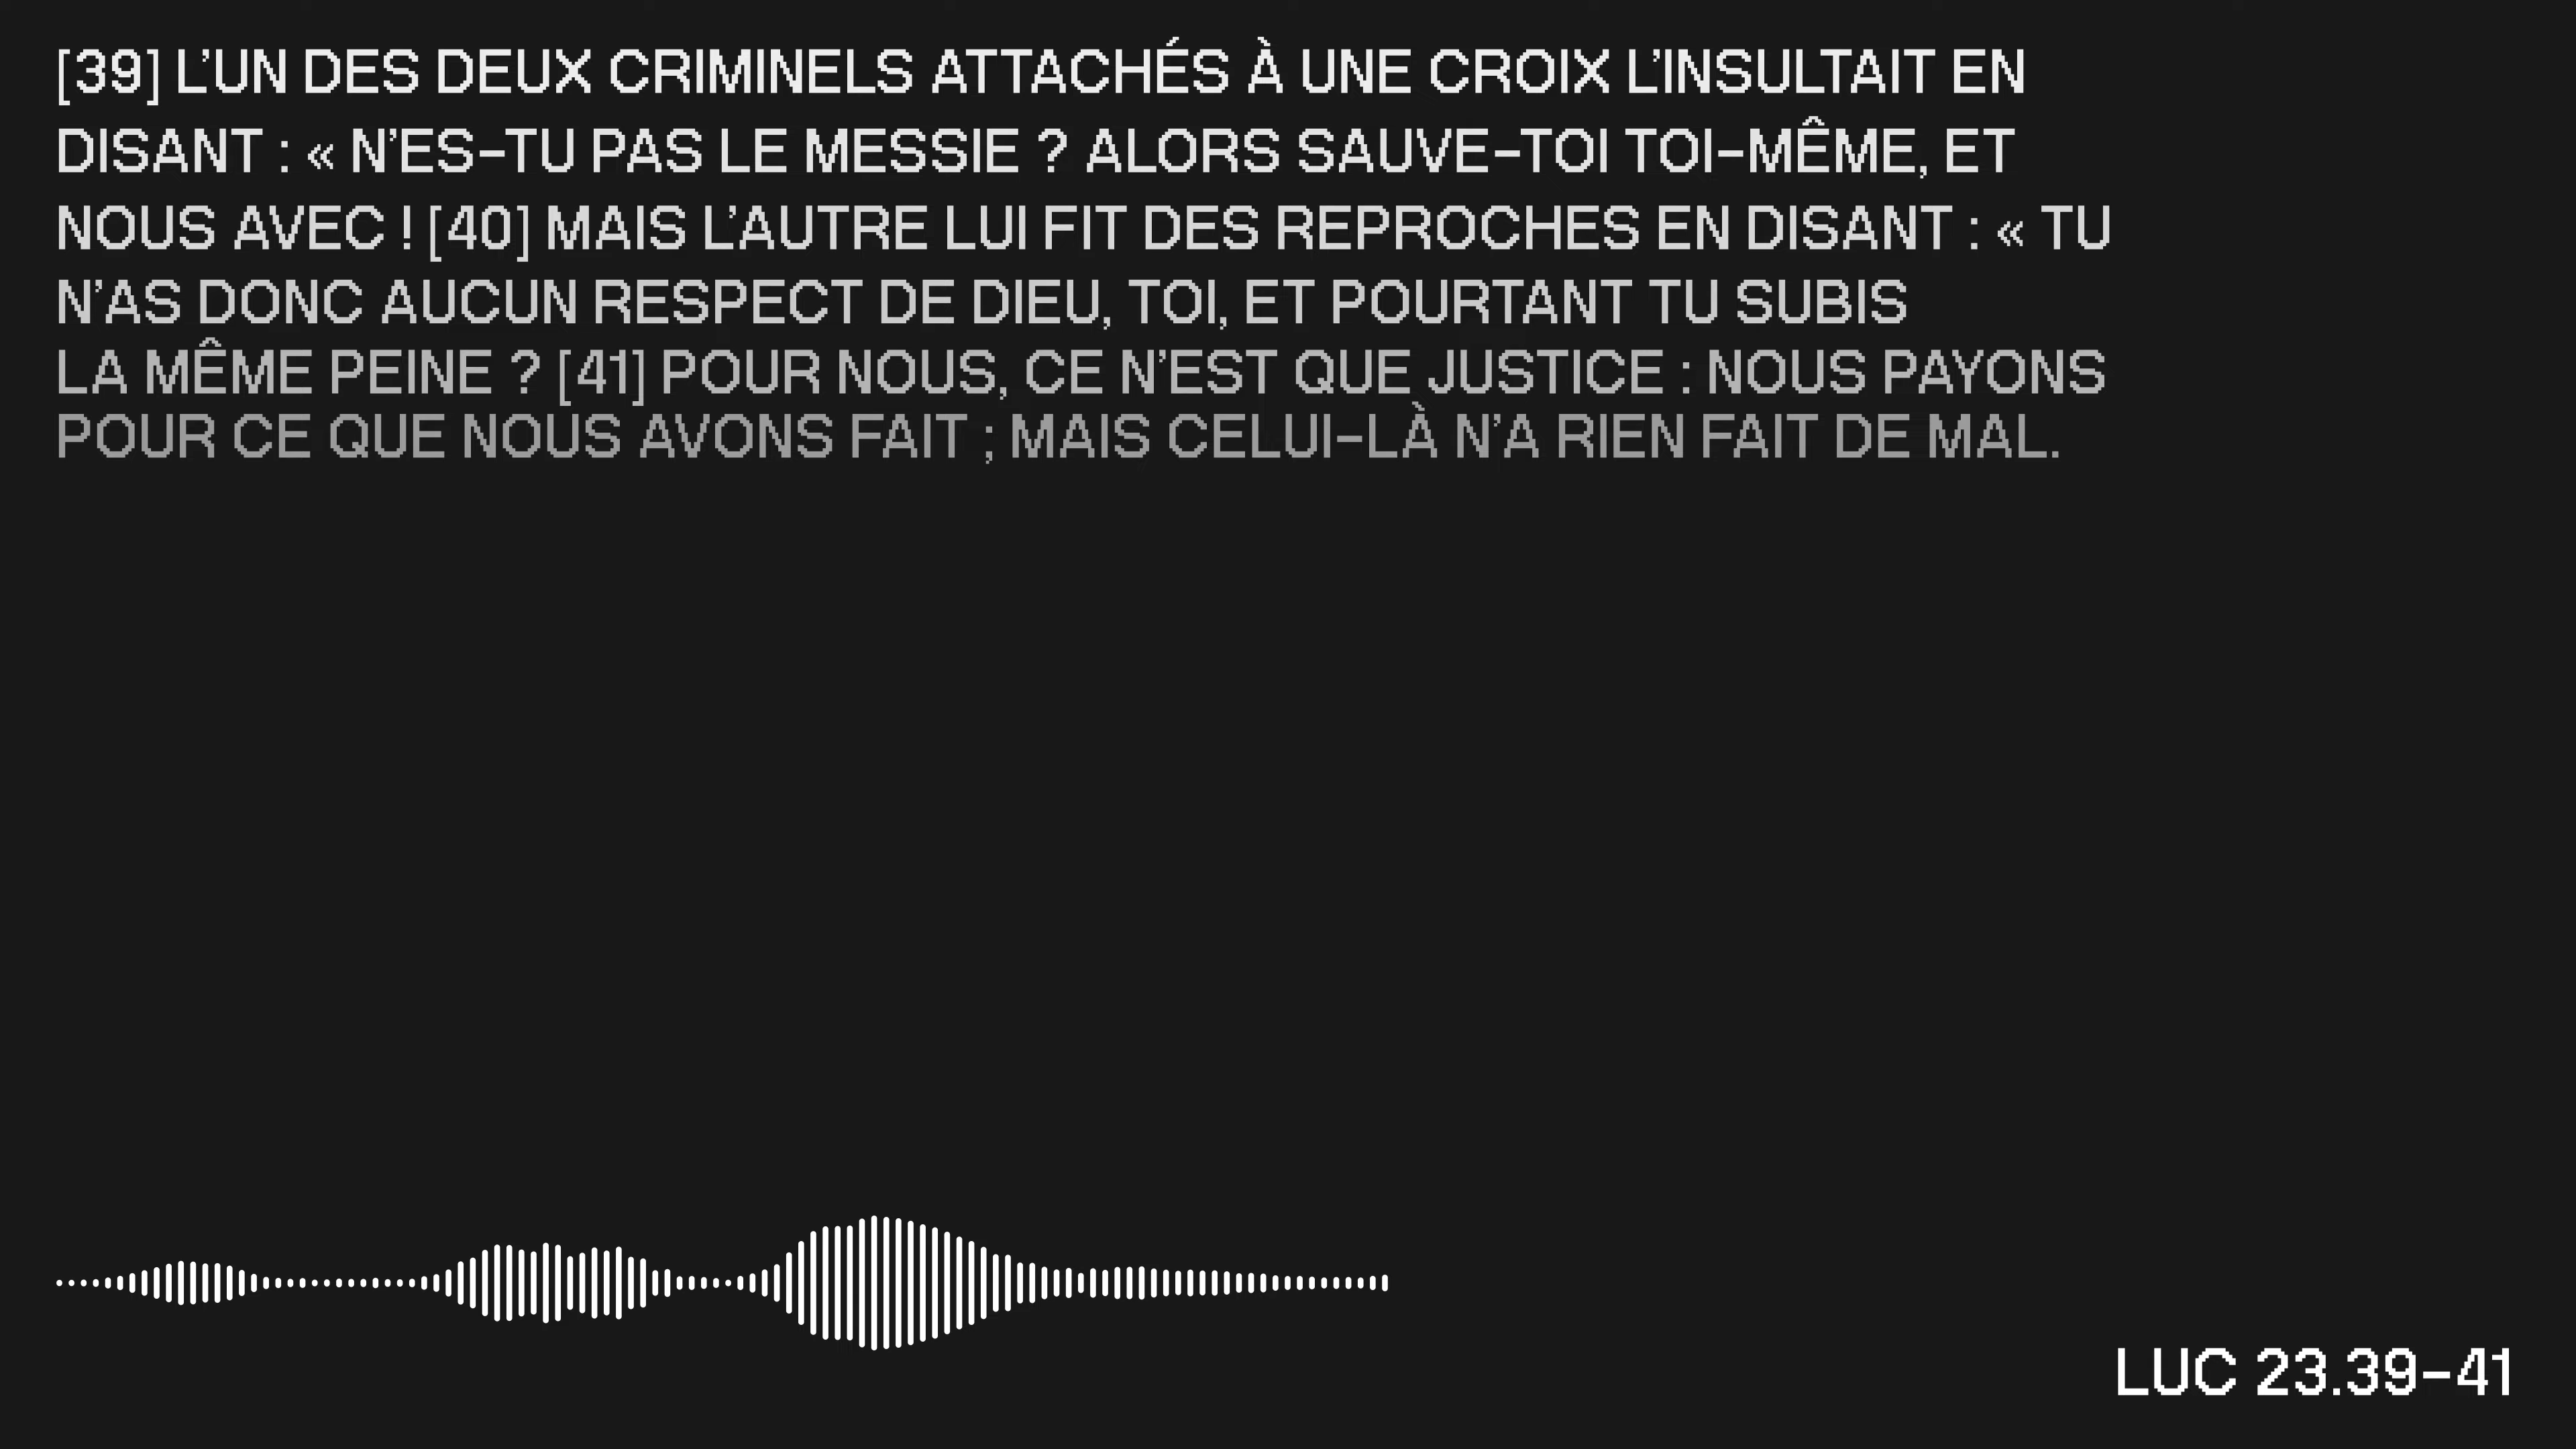 [39] L’UN DES DEUX CRIMINELS ATTACHÉS À UNE CROIX L’INSULTAIT EN
DISANT : « N’ES-TU PAS LE MESSIE ? ALORS SAUVE-TOI TOI-MÊME, ET
NOUS AVEC ! [40] MAIS L’AUTRE LUI FIT DES REPROCHES EN DISANT : « TU
N’AS DONC AUCUN RESPECT DE DIEU, TOI, ET POURTANT TU SUBIS
LA MÊME PEINE ? [41] POUR NOUS, CE N’EST QUE JUSTICE : NOUS PAYONS
POUR CE QUE NOUS AVONS FAIT ; MAIS CELUI-LÀ N’A RIEN FAIT DE MAL.
LUC 23.39-41